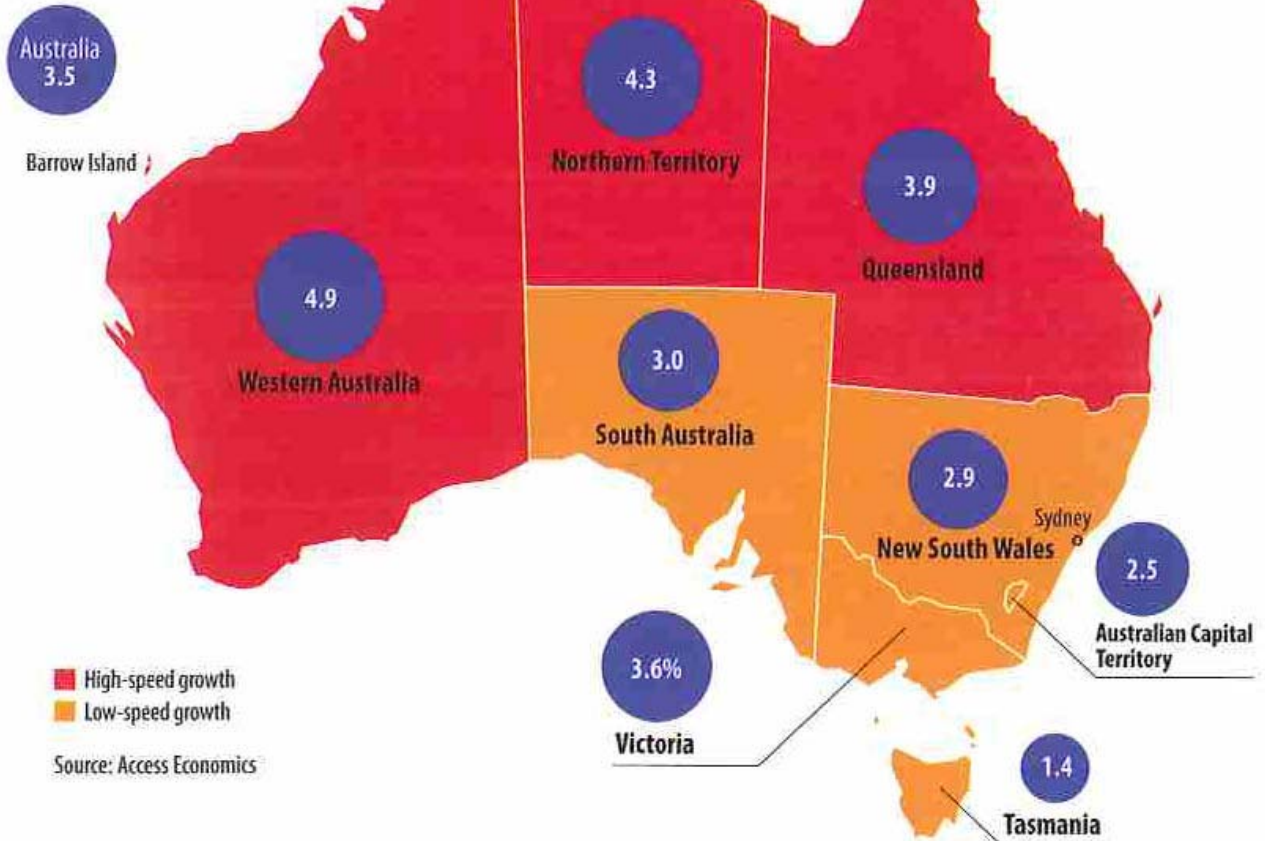 Australia
3.5
Barrow Island
4.3
Northern Territory
3.9
Queensland
4.9
Western Australia
3.0
South Australia
2.9
New South Wales
Sydney
2.5
Australian Capital
Territory
3.6%
Victoria
1.4
Tasmania
High-speed growth
Low-speed growth
Source: Access Economics